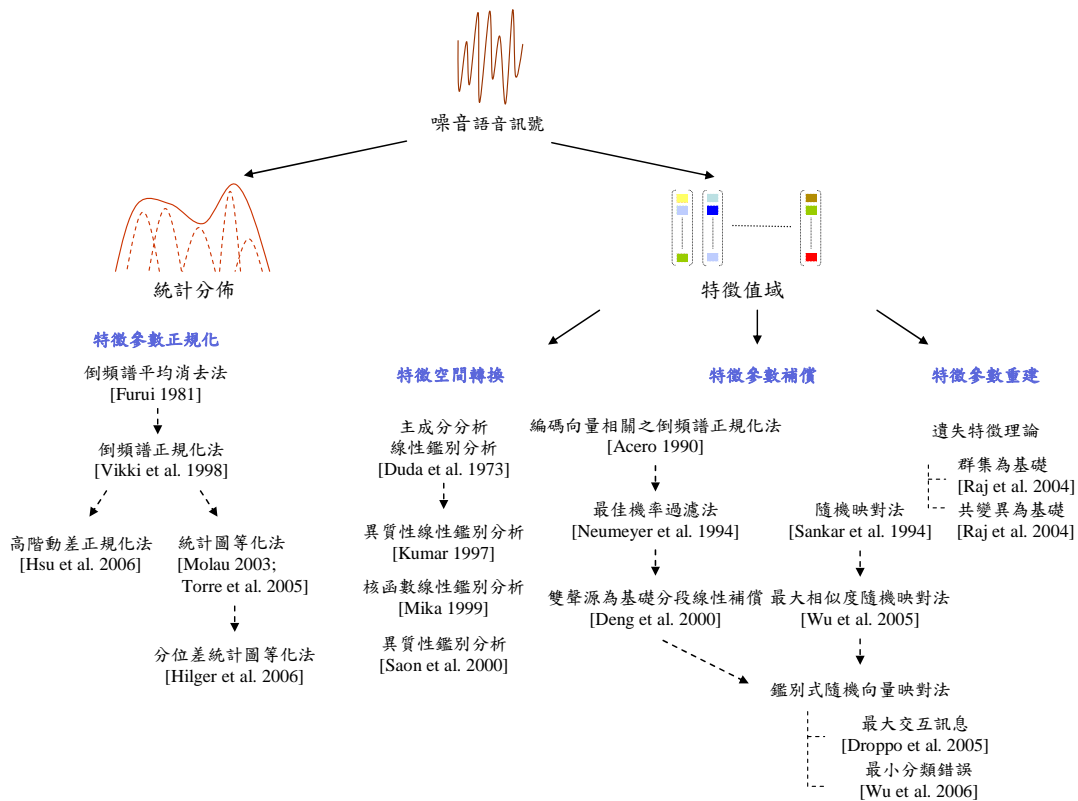 噪音語音訊號
統計分佈
特徵值域
特徵參數正規化
倒頻譜平均消去法
[Furui 1981]
倒頻譜正規化法
[Vikki et al. 1998]
高階動差正規化法
[Hsu et al. 2006]
統計圖等化法
[Molau 2003;
Torre et al. 2005]
分位差統計圖等化法
[Hilger et al. 2006]
特徵空間轉換
主成分分析
線性鑑別分析
[Duda et al. 1973]
異質性線性鑑別分析
[Kumar 1997]
核函數線性鑑別分析
[Mika 1999]
異質性鑑別分析
[Saon et al. 2000]
特徵參數補償
編碼向量相關之倒頻譜正規化法
[Acero 1990]
最佳機率過濾法
[Neumeyer et al. 1994]
雙聲源為基礎分段線性補償
[Deng et al. 2000]
隨機映對法
[Sankar et al. 1994]
最大相似度隨機映對法
[Wu et al. 2005]
鑑別式隨機向量映對法
最大交互訊息
[Droppo et al. 2005]
最小分類錯誤
[Wu et al. 2006]
特徵參數重建
遺失特徵理論
群集為基礎
[Raj et al. 2004]
共變異為基礎
[Raj et al. 2004]